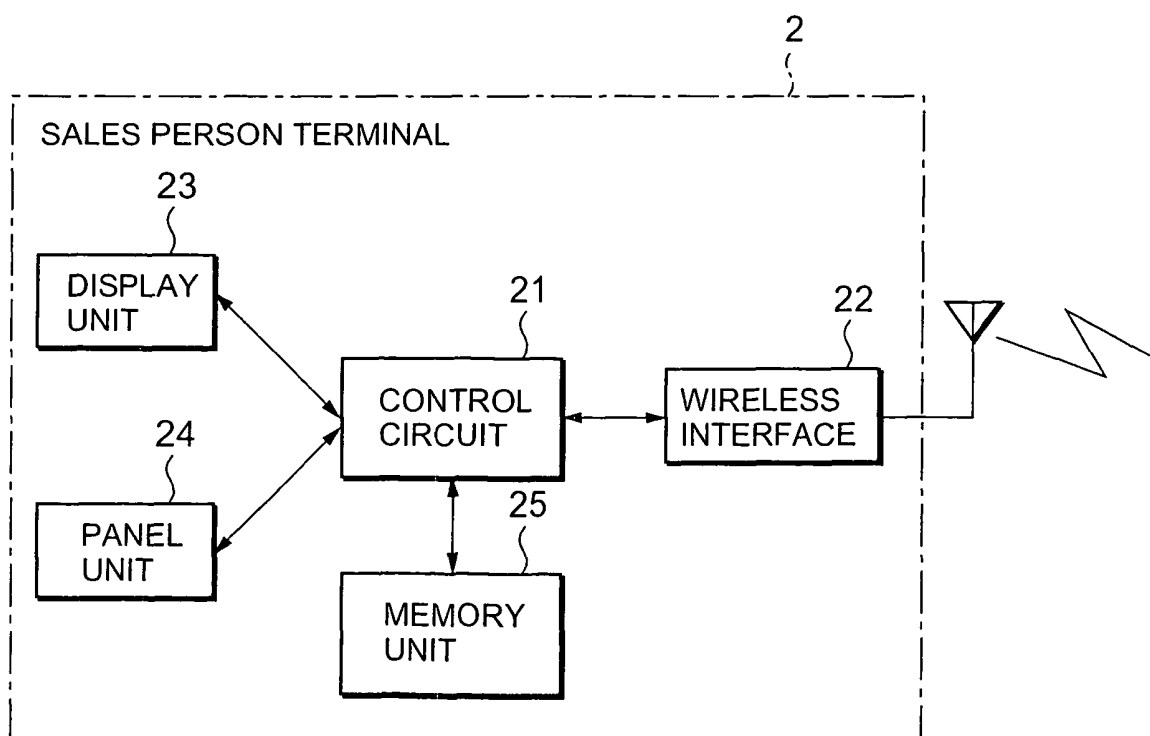 2
SALES PERSON TERMINAL
23
DISPLAY
UNIT
21
CONTROL
CIRCUIT
22
WIRELESS
INTERFACE
24
PANEL
UNIT
25
MEMORY
UNIT